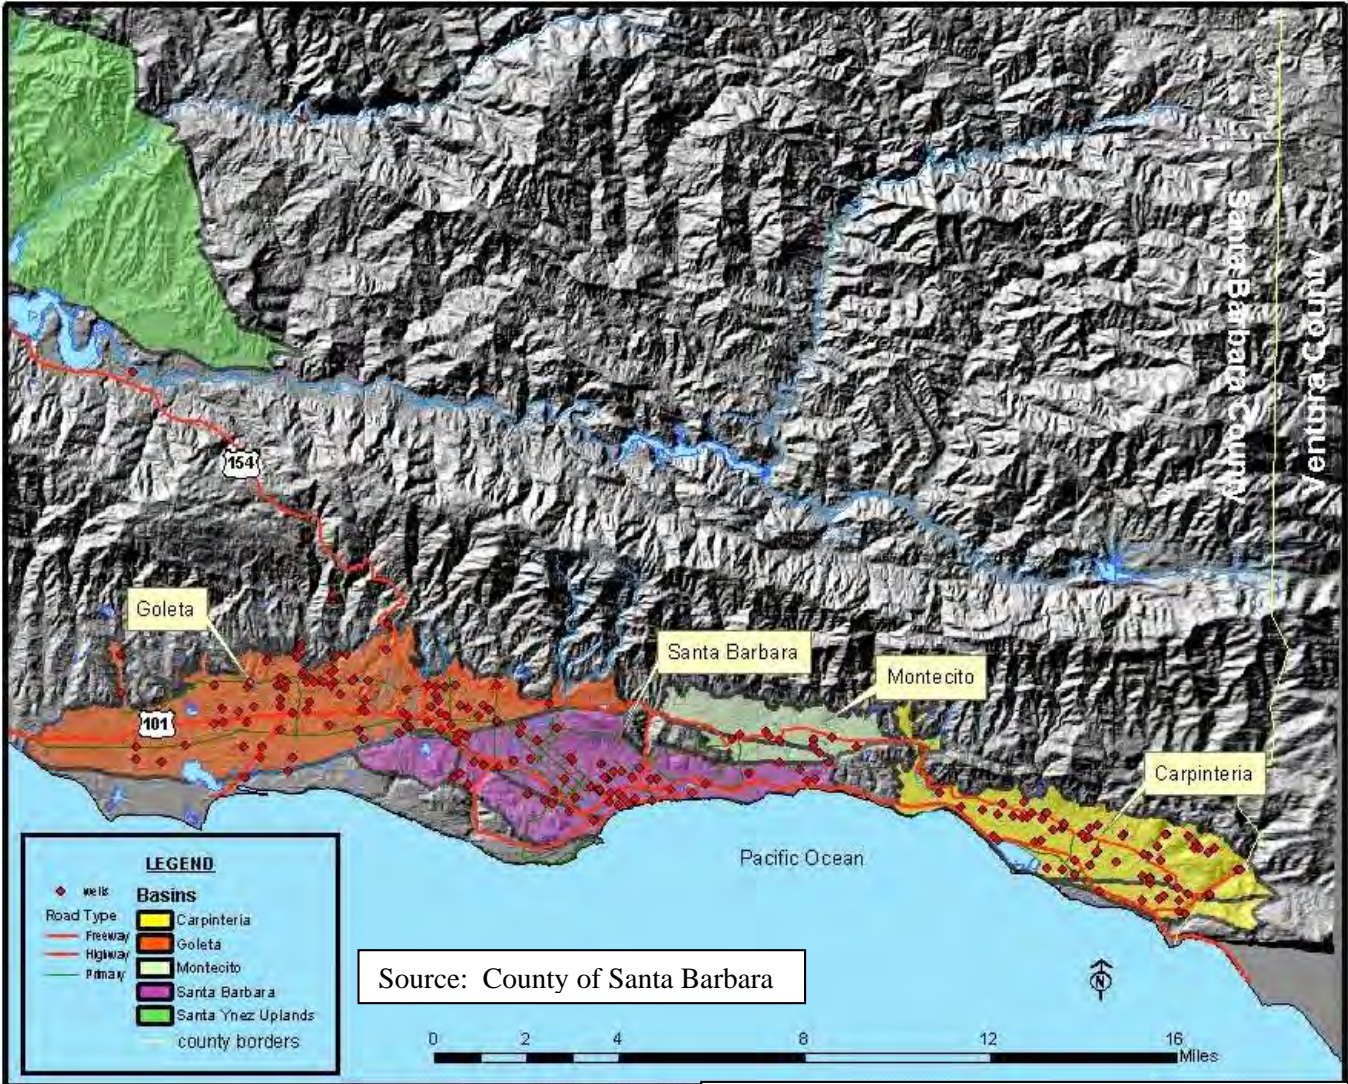 Santa Barbara County
Ventura County
154
Goleta
Santa Barbara
Montecito
101
Carpinteria
Pacific Ocean
LEGEND
wells
Basins
Road Type
Freeway
Highway
Primary
Carpinteria
Goleta
Montecito
Santa Barbara
Santa Ynez Uplands
county borders
Source: County of Santa Barbara
N
0 2 4 8 12 16
Miles